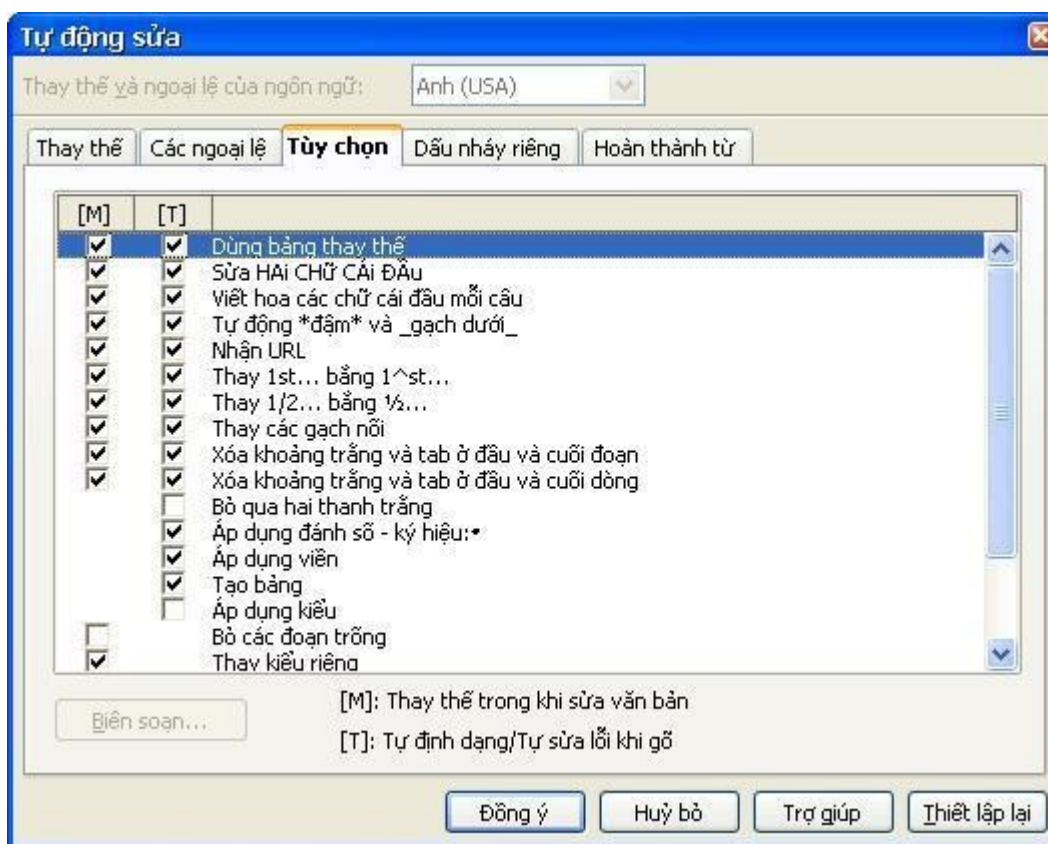 Tự động sửa
Thay thế và ngoại lệ của ngôn ngữ: Anh (USA)
Thay thế Các ngoại lệ Tùy chọn Dấu nháy riêng Hoàn thành từ
[M] [T]
Dùng bảng thay thế
Sửa HAi CHữ CÁi ĐẦu
Viết hoa các chữ cái đầu mỗi câu
Tự động *đậm* và _gạch dưới_
Nhận URL
Thay 1st... bằng 1^st...
Thay 1/2... bằng ½...
Thay các gạch nối
Xóa khoảng trắng và tab ở đầu và cuối đoạn
Xóa khoảng trắng và tab ở đầu và cuối dòng
Bỏ qua hai thanh trắng
Áp dụng đánh số - ký hiệu:•
Áp dụng viền
Tạo bảng
Áp dụng kiểu
Bỏ các đoạn trống
Thay kiểu riêng
[M]: Thay thế trong khi sửa văn bản
Biên soạn...
[T]: Tự định dạng/Tự sửa lỗi khi gõ
Đồng ý Huỷ bỏ Trợ giúp Thiết lập lại